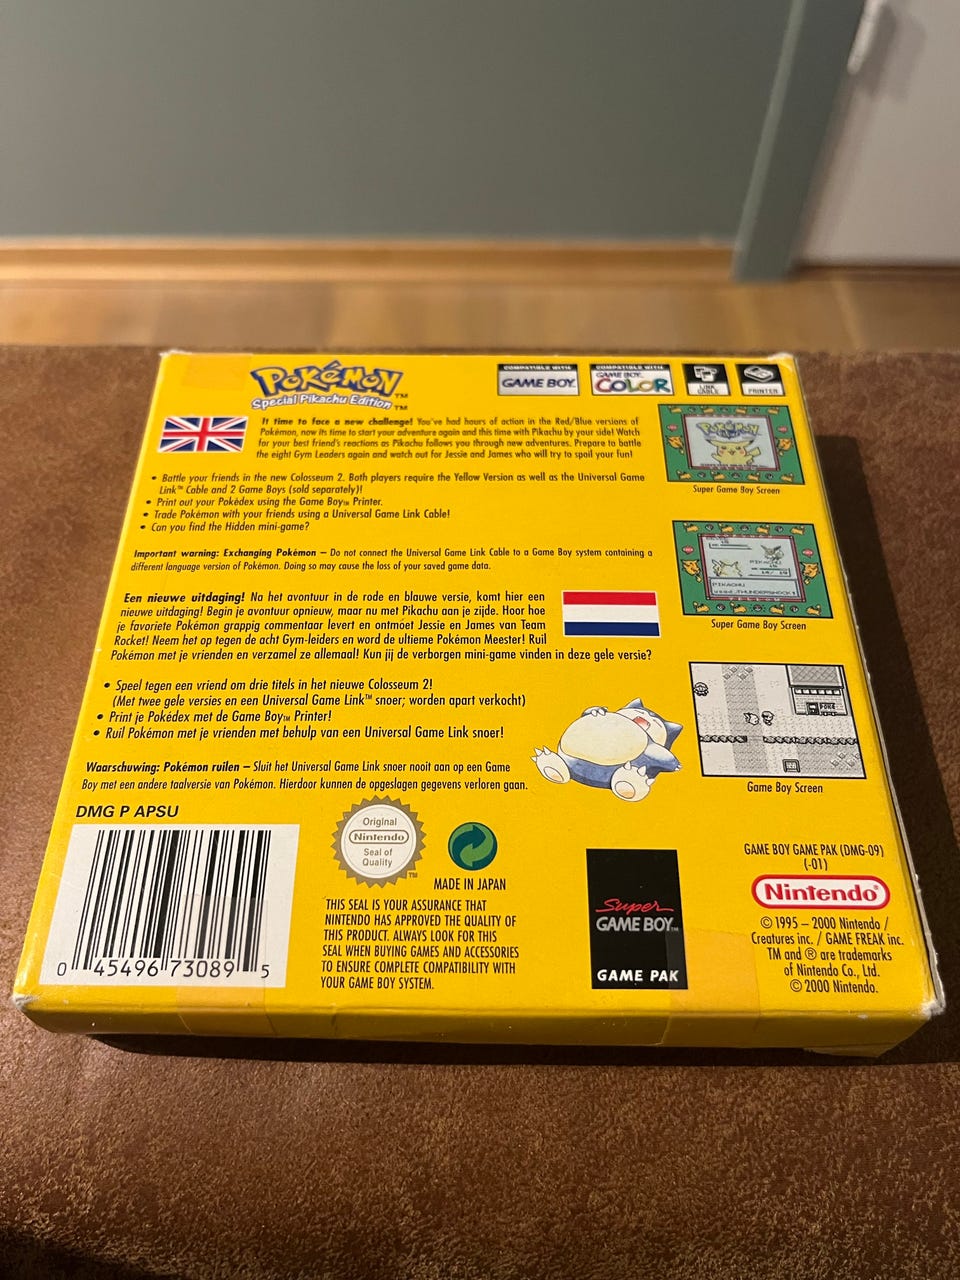 POKéMON™
Special Pikachu Edition™
COMPATIBLE WITH
GAME BOY
COMPATIBLE WITH
GAME BOY
COLOR
LINK CABLE
PRINTER
It time to face a new challenge! You've had hours of action in the Red/Blue versions of
Pokémon, now its time to start your adventure again and this time with Pikachu by your side! Watch
for your best friend's reactions as Pikachu follows you through new adventures. Prepare to battle
the eight Gym Leaders again and watch out for Jessie and James who will try to spoil your fun!
• Battle your friends in the new Colosseum 2. Both players require the Yellow Version as well as the Universal Game
Link™ Cable and 2 Game Boys (sold separately)!
• Print out your Pokédex using the Game Boy™ Printer.
• Trade Pokémon with your friends using a Universal Game Link Cable!
• Can you find the Hidden mini-game?
Important warning: Exchanging Pokémon – Do not connect the Universal Game Link Cable to a Game Boy system containing a
different language version of Pokémon. Doing so may cause the loss of your saved game data.
Een nieuwe uitdaging! Na het avontuur in de rode en blauwe versie, komt hier een
nieuwe uitdaging! Begin je avontuur opnieuw, maar nu met Pikachu aan je zijde. Hoor hoe
je favoriete Pokémon grappig commentaar levert en ontmóet Jessie en James van Team
Rocket! Neem het op tegen de acht Gym-leiders en word de ultieme Pokémon Meester! Ruil
Pokémon met je vrienden en verzamel ze allemaal! Kun jij de verborgen mini-game vinden in deze gele versie?
• Speel tegen een vriend om drie titels in het nieuwe Colosseum 2!
(Met twee gele versies en een Universal Game Link™ snoer; worden apart verkocht)
• Print je Pokédex met de Game Boy™ Printer!
• Ruil Pokémon met je vrienden met behulp van een Universal Game Link snoer!
Waarschuwing: Pokémon ruilen – Sluit het Universal Game Link snoer nooit aan op een Game
Boy met een andere taalversie van Pokémon. Hierdoor kunnen de opgeslagen gegevens verloren gaan.
POKéMON
Super Game Boy Screen
PIKACHU
PIKACHU
used THUNDERSHOCK!
Super Game Boy Screen
POKé
Game Boy Screen
DMG P APSU
0 45496 73089 5
Original
Nintendo
Seal of
Quality
™
MADE IN JAPAN
THIS SEAL IS YOUR ASSURANCE THAT
NINTENDO HAS APPROVED THE QUALITY OF
THIS PRODUCT. ALWAYS LOOK FOR THIS
SEAL WHEN BUYING GAMES AND ACCESSORIES
TO ENSURE COMPLETE COMPATIBILITY WITH
YOUR GAME BOY SYSTEM.
Super
GAME BOY™
GAME PAK
GAME BOY GAME PAK (DMG-09)
(-01)
Nintendo®
© 1995 – 2000 Nintendo /
Creatures inc. / GAME FREAK inc.
TM and ® are trademarks
of Nintendo Co., Ltd.
© 2000 Nintendo.